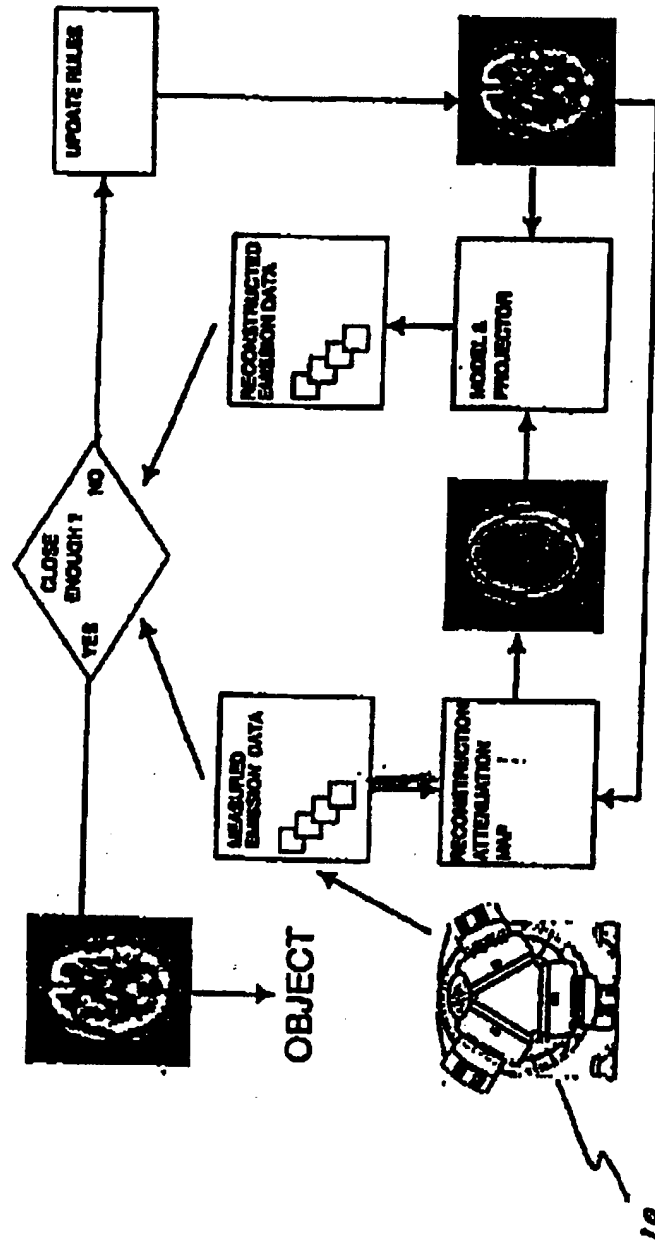 UPDATE RULES
CLOSE
ENOUGH ?
YES
NO
RECONSTRUCTED
EMISSION DATA
MEASURED
EMISSION DATA
MODEL &
PROJECTOR
RECONSTRUCTION
ATTENUATION
MAP
OBJECT